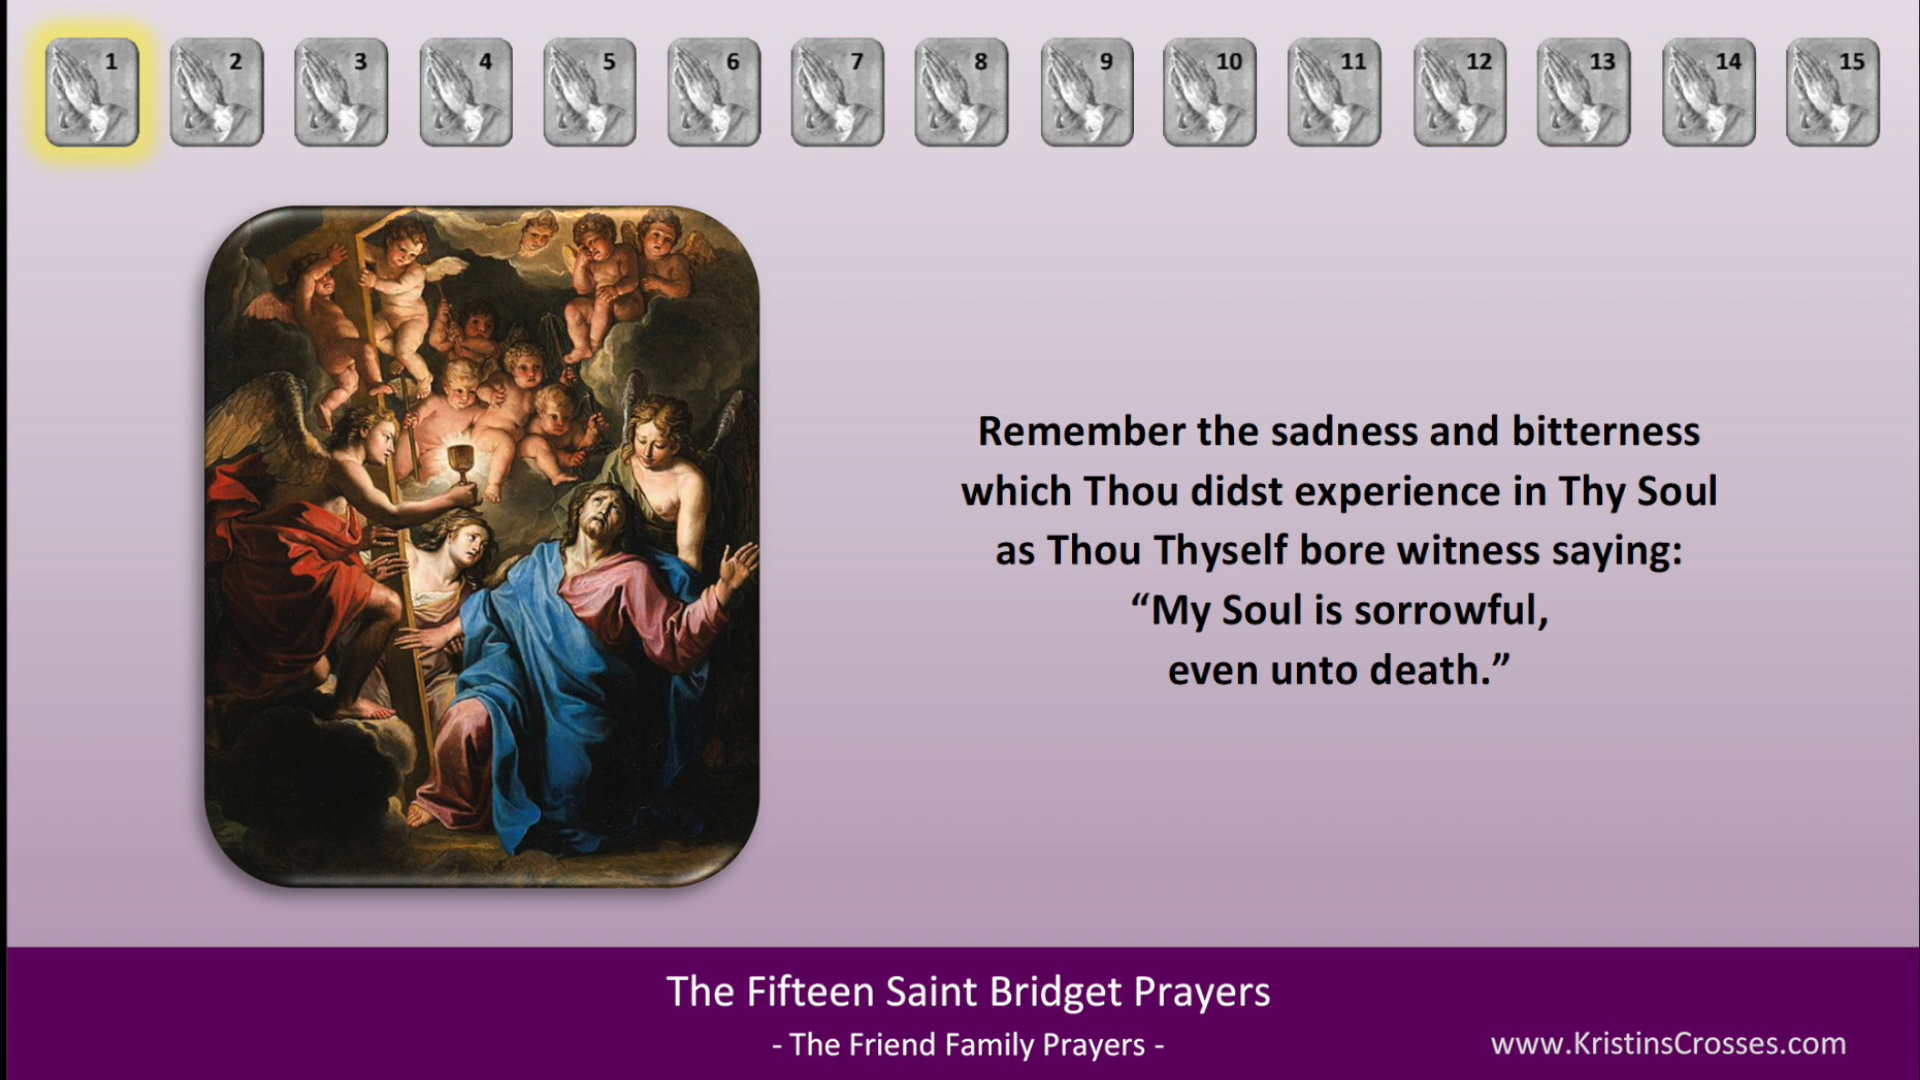 1
2
3
4
5
6
7
8
9
10
11
12
13
14
15
Remember the sadness and bitterness
which Thou didst experience in Thy Soul
as Thou Thyself bore witness saying:
“My Soul is sorrowful,
even unto death.”
The Fifteen Saint Bridget Prayers
- The Friend Family Prayers -
www.KristinsCrosses.com